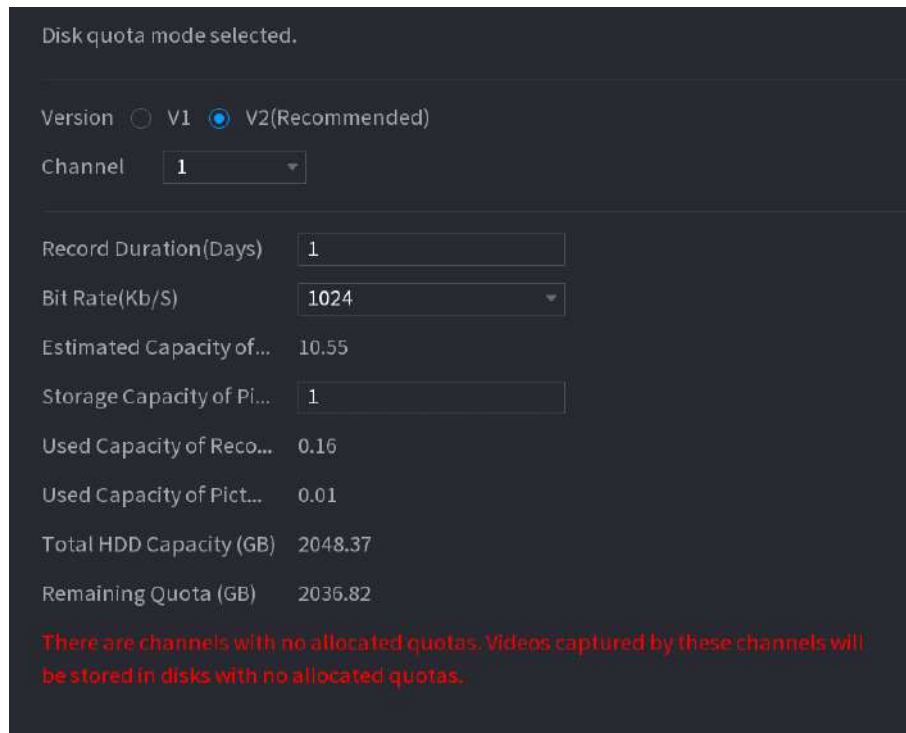 Disk quota mode selected.
Version V1 V2(Recommended)
Channel 1
Record Duration(Days) 1
Bit Rate(Kb/S) 1024
Estimated Capacity of... 10.55
Storage Capacity of Pi... 1
Used Capacity of Reco... 0.16
Used Capacity of Pict... 0.01
Total HDD Capacity (GB) 2048.37
Remaining Quota (GB) 2036.82
There are channels with no allocated quotas. Videos captured by these channels will
be stored in disks with no allocated quotas.